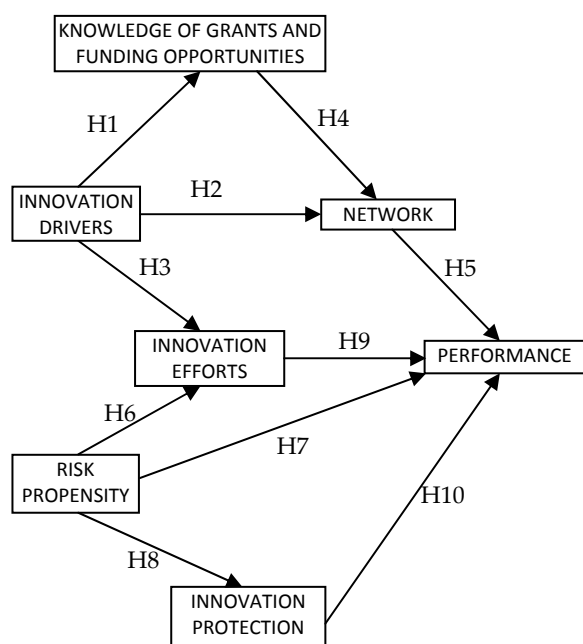 KNOWLEDGE OF GRANTS AND
FUNDING OPPORTUNITIES
H1
H4
INNOVATION
DRIVERS
H2
NETWORK
H3
H5
INNOVATION
EFFORTS
H9
PERFORMANCE
H6
H7
RISK
PROPENSITY
H10
H8
INNOVATION
PROTECTION